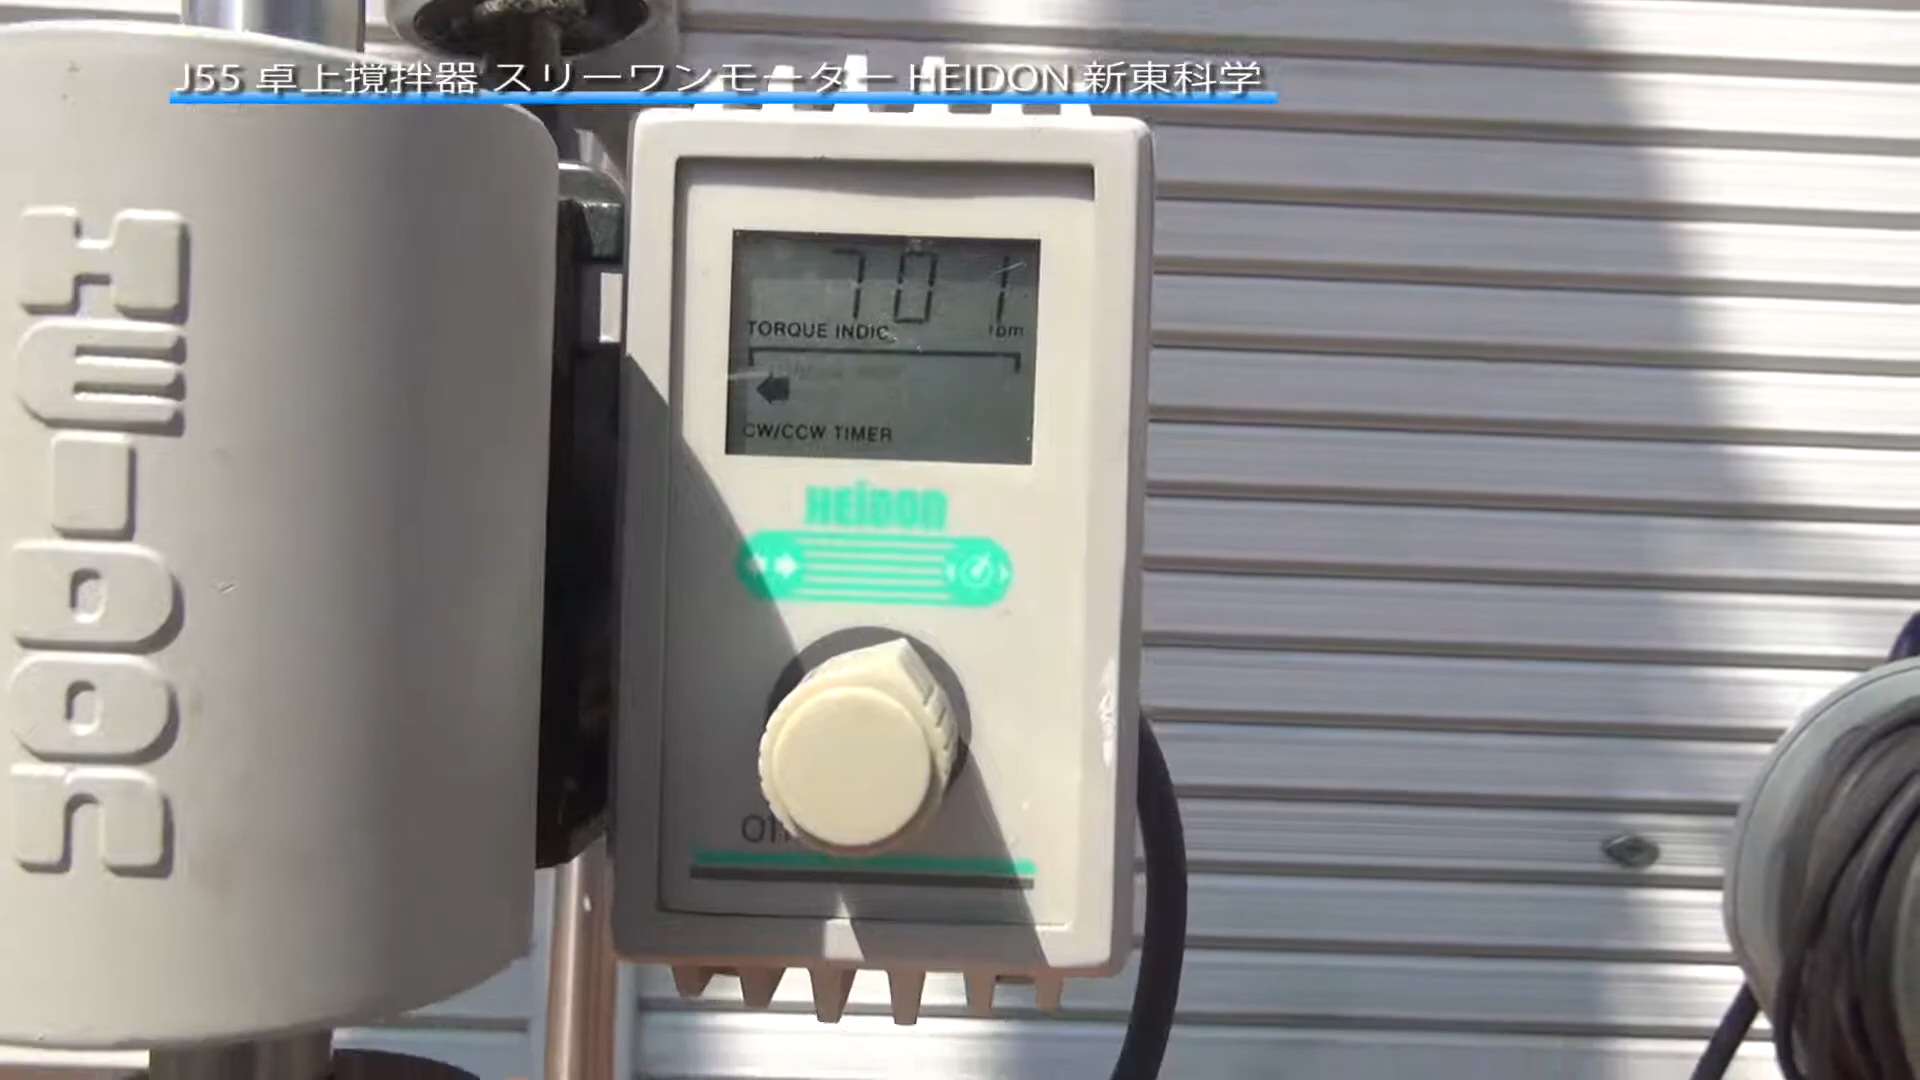 J55 卓上撹拌器 スリーワンモーター HEIDON 新東科学
HEIDON
701
TORQUE INDIC.
rpm
CW/CCW TIMER
HEIDON